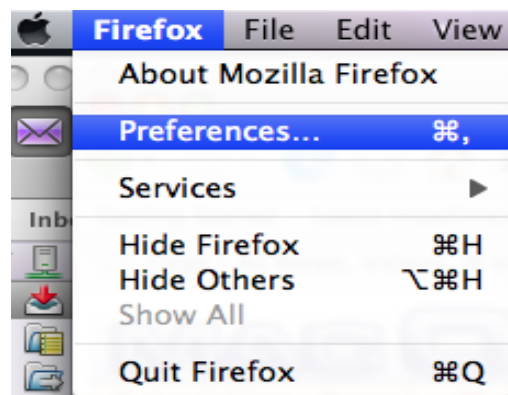 Firefox File Edit View
About Mozilla Firefox
Preferences... ⌘,
Services ▶
Inb
Hide Firefox ⌘H
Hide Others ⌥⌘H
Show All
Quit Firefox ⌘Q